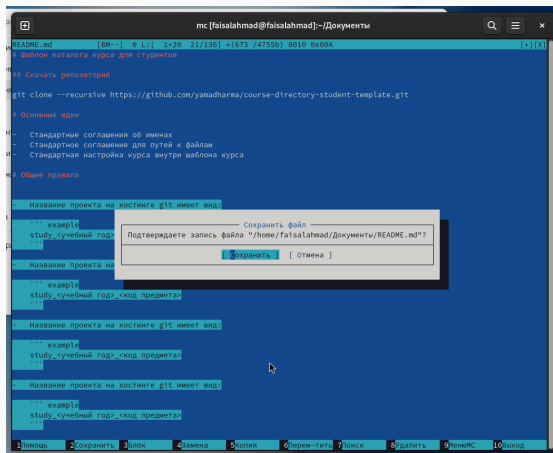 mc [faisalahmad@faisalahmad]:~/Документы
README.md [BM--] 0 L:[ 1+20 21/136] *(673 /4755b) 0010 0x00A [*][X]
# Шаблон каталога курса для студентов
## Скачать репозиторий
git clone --recursive https://github.com/yamadharma/course-directory-student-template.git
# Основные идеи
- Стандартные соглашения об именах
- Стандартное соглашение для путей к файлам
- Стандартная настройка курса внутри шаблона курса
# Общие правила
- Название проекта на хостинге git имеет вид:
Сохранить файл
``` example
Подтверждаете запись файла "/home/faisalahmad/Документы/README.md"?
study_<учебный год>
```
[ Сохранить ] [ Отмена ]
- Название проекта на
``` example
study_<учебный год>_<код предмета>
```
- Название проекта на хостинге git имеет вид:
``` example
study_<учебный год>_<код предмета>
```
- Название проекта на хостинге git имеет вид:
``` example
study_<учебный год>_<код предмета>
```
1Помощь 2Сохранить 3Блок 4Замена 5Копия 6Перем~тить 7Поиск 8Удалить 9МенюMC 10Выход